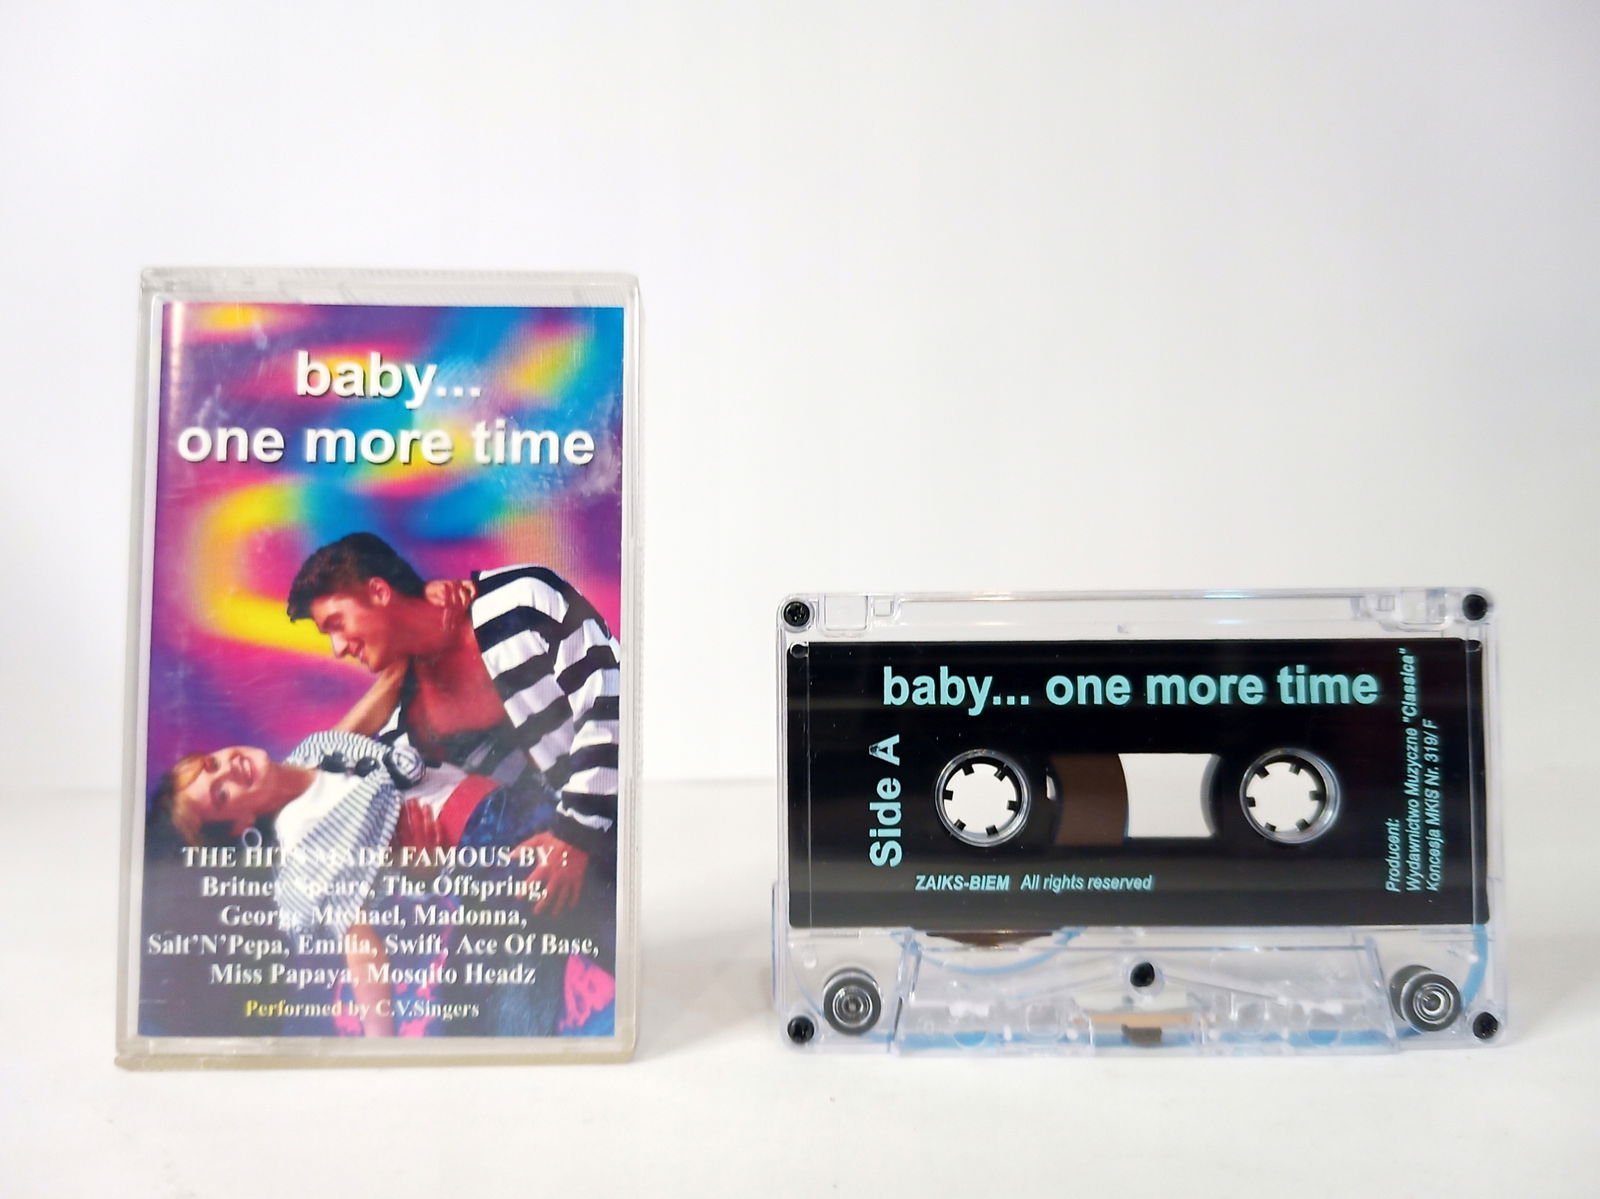 baby...
one more time
THE HITS MADE FAMOUS BY :
Britney Spears, The Offspring,
George Michael, Madonna,
Salt'N'Pepa, Emilia, Swift, Ace Of Base,
Miss Papaya, Mosqito Headz
Performed by C.V.Singers
baby... one more time
Side A
ZAIKS-BIEM All rights reserved
Producent:
Wydawnictwo Muzyczne "Classica"
Koncesja MKIS Nr. 319/ F